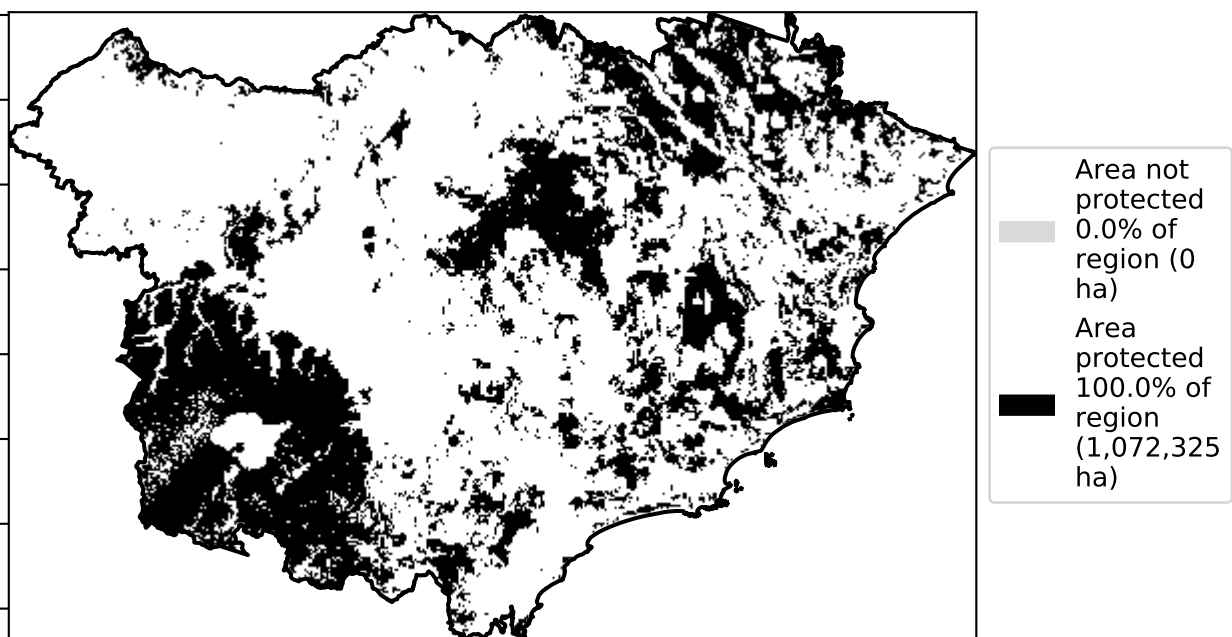 Area not
protected
0.0% of
region (0
ha)
Area
protected
100.0% of
region
(1,072,325
ha)